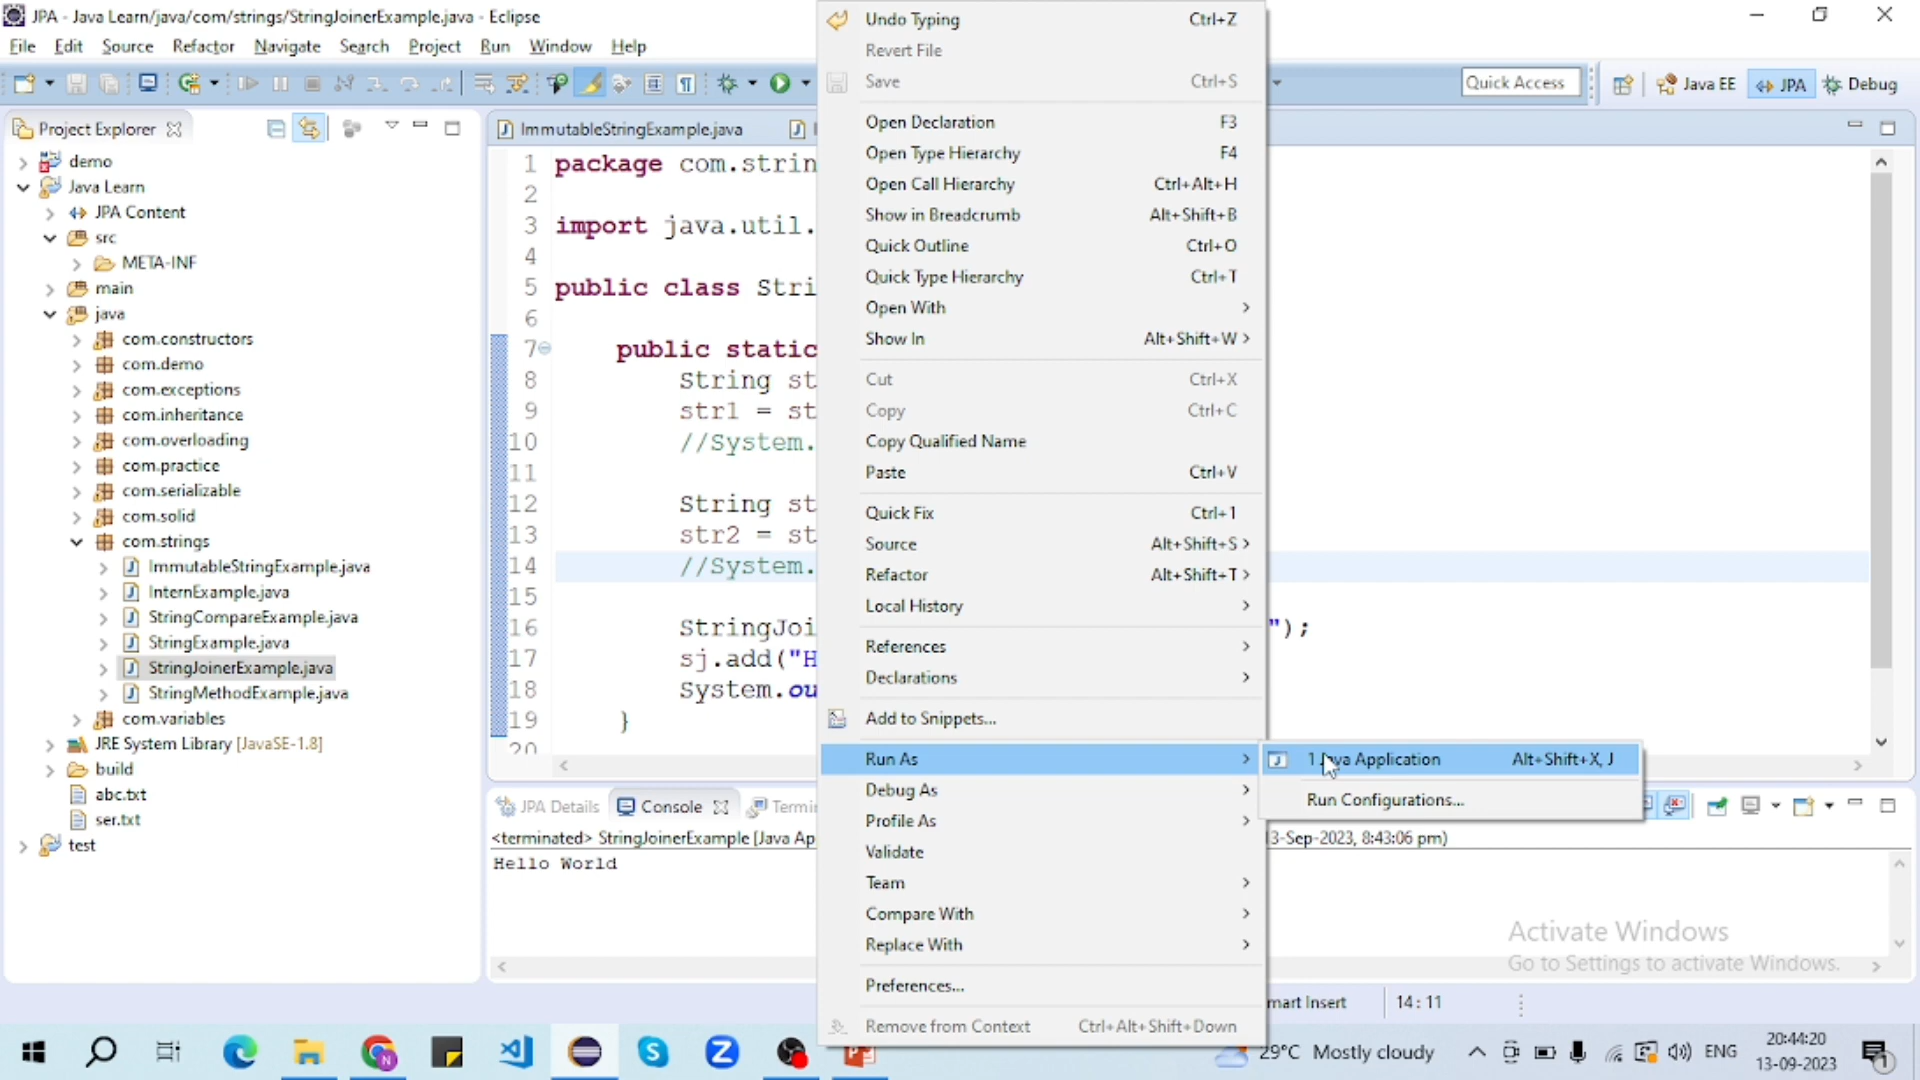 JPA - Java Learn/java/com/strings/StringJoinerExample.java - Eclipse
File Edit Source Refactor Navigate Search Project Run Window Help
Quick Access
Java EE
JPA
Debug
Project Explorer
demo
Java Learn
JPA Content
src
META-INF
main
java
com.constructors
com.demo
com.exceptions
com.inheritance
com.overloading
com.practice
com.serializable
com.solid
com.strings
ImmutableStringExample.java
InternExample.java
StringCompareExample.java
StringExample.java
StringJoinerExample.java
StringMethodExample.java
com.variables
JRE System Library [JavaSE-1.8]
build
abc.txt
ser.txt
test
ImmutableStringExample.java
1 package com.strin
2
3 import java.util.
4
5 public class Stri
6
7 public static
8 String st
9 str1 = st
10 //System.
11
12 String st
13 str2 = st
14 //System.
15
16 StringJoi ");
17 sj.add("H
18 System.ou
19 }
20
Undo Typing Ctrl+Z
Revert File
Save Ctrl+S
Open Declaration F3
Open Type Hierarchy F4
Open Call Hierarchy Ctrl+Alt+H
Show in Breadcrumb Alt+Shift+B
Quick Outline Ctrl+O
Quick Type Hierarchy Ctrl+T
Open With
Show In Alt+Shift+W
Cut Ctrl+X
Copy Ctrl+C
Copy Qualified Name
Paste Ctrl+V
Quick Fix Ctrl+1
Source Alt+Shift+S
Refactor Alt+Shift+T
Local History
References
Declarations
Add to Snippets...
Run As
Debug As
Profile As
Validate
Team
Compare With
Replace With
Preferences...
Remove from Context Ctrl+Alt+Shift+Down
1 Java Application Alt+Shift+X, J
Run Configurations...
JPA Details Console Termin
<terminated> StringJoinerExample [Java Ap 3-Sep-2023, 8:43:06 pm)
Hello World
Activate Windows
Go to Settings to activate Windows.
mart Insert 14 : 11
29°C Mostly cloudy
ENG
20:44:20
13-09-2023
1